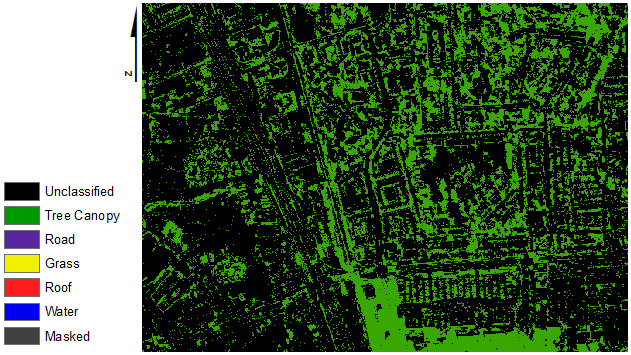 N
Unclassified
Tree Canopy
Road
Grass
Roof
Water
Masked